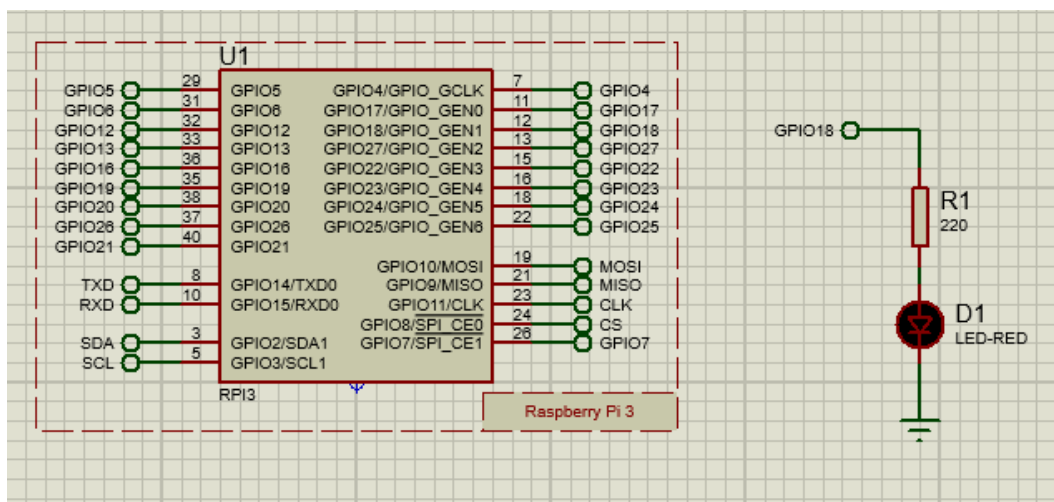 U1
GPIO5 29 GPIO5 GPIO4/GPIO_GCLK 7 GPIO4
GPIO6 31 GPIO6 GPIO17/GPIO_GEN0 11 GPIO17
GPIO12 32 GPIO12 GPIO18/GPIO_GEN1 12 GPIO18
GPIO13 33 GPIO13 GPIO27/GPIO_GEN2 13 GPIO27
GPIO16 36 GPIO16 GPIO22/GPIO_GEN3 15 GPIO22
GPIO19 35 GPIO19 GPIO23/GPIO_GEN4 16 GPIO23
GPIO20 38 GPIO20 GPIO24/GPIO_GEN5 18 GPIO24
GPIO26 37 GPIO26 GPIO25/GPIO_GEN6 22 GPIO25
GPIO21 40 GPIO21
GPIO10/MOSI 19 MOSI
TXD 8 GPIO14/TXD0 GPIO9/MISO 21 MISO
RXD 10 GPIO15/RXD0 GPIO11/CLK 23 CLK
GPIO8/SPI_CE0 24 CS
SDA 3 GPIO2/SDA1 GPIO7/SPI_CE1 26 GPIO7
SCL 5 GPIO3/SCL1
RPI3
Raspberry Pi 3
GPIO18
R1
220
D1
LED-RED